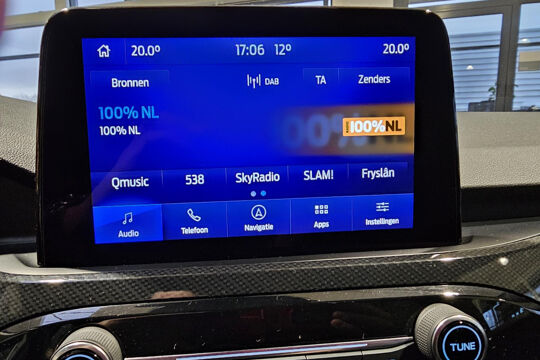 20.0° 17:06 12° 20.0°
Bronnen DAB TA Zenders
100% NL
100% NL
100%NL
Qmusic 538 SkyRadio SLAM! Fryslân
Audio Telefoon Navigatie Apps Instellingen
TUNE